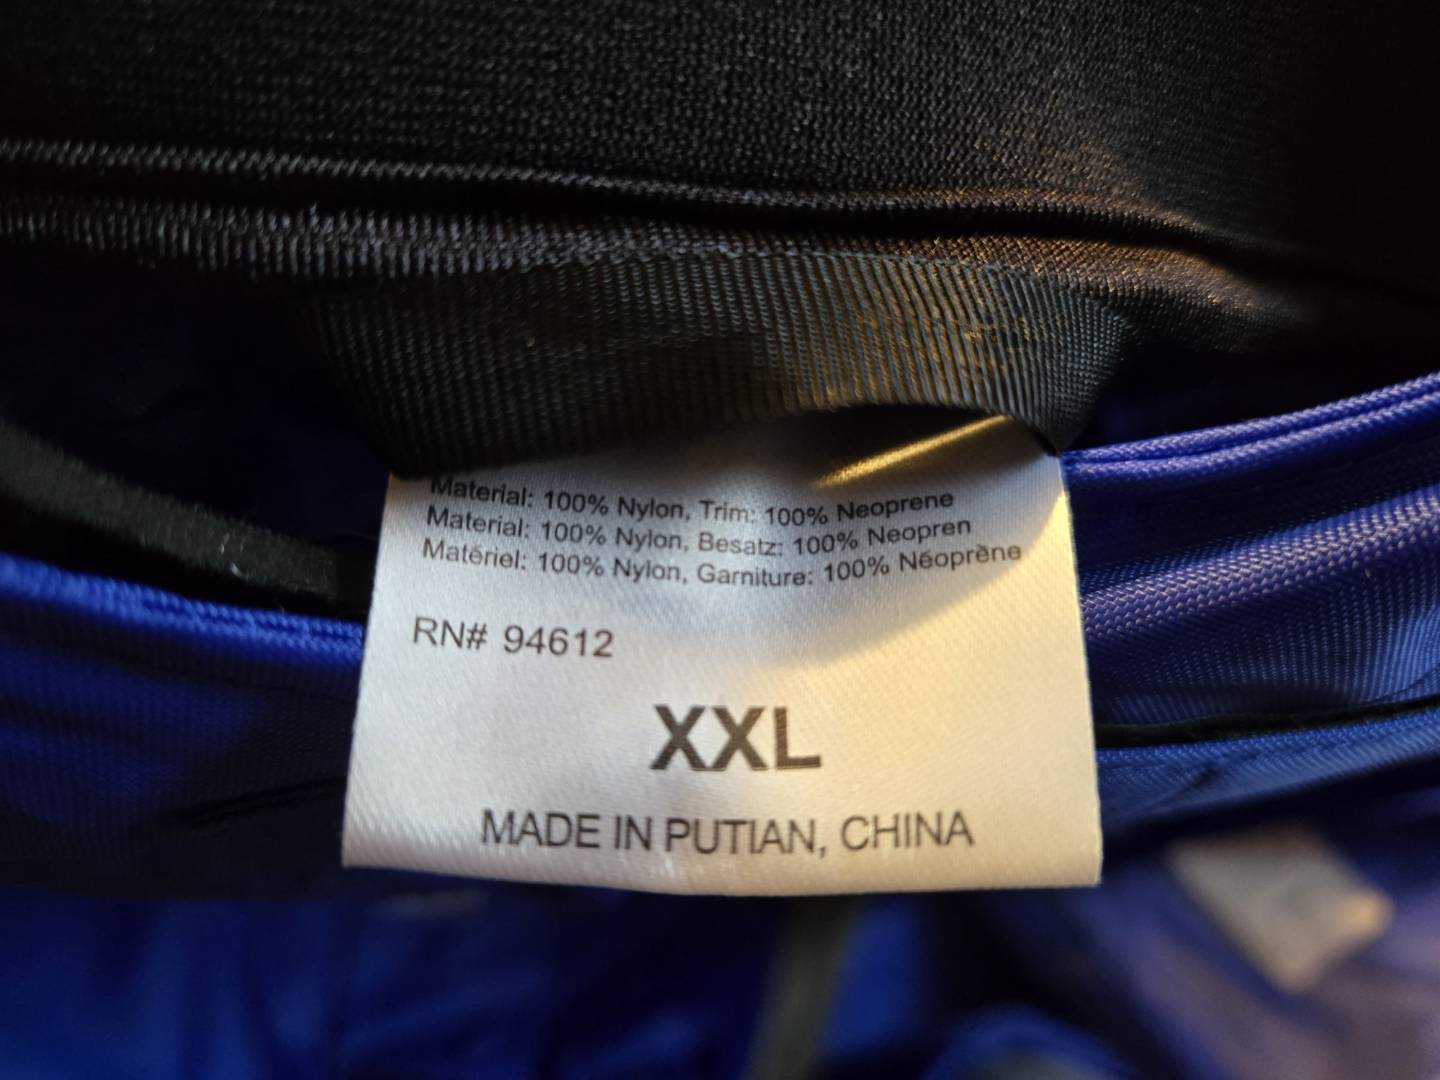 Material: 100% Nylon, Trim: 100% Neoprene
Material: 100% Nylon, Besatz: 100% Neopren
Matériel: 100% Nylon, Garniture: 100% Néoprène
RN# 94612
XXL
MADE IN PUTIAN, CHINA